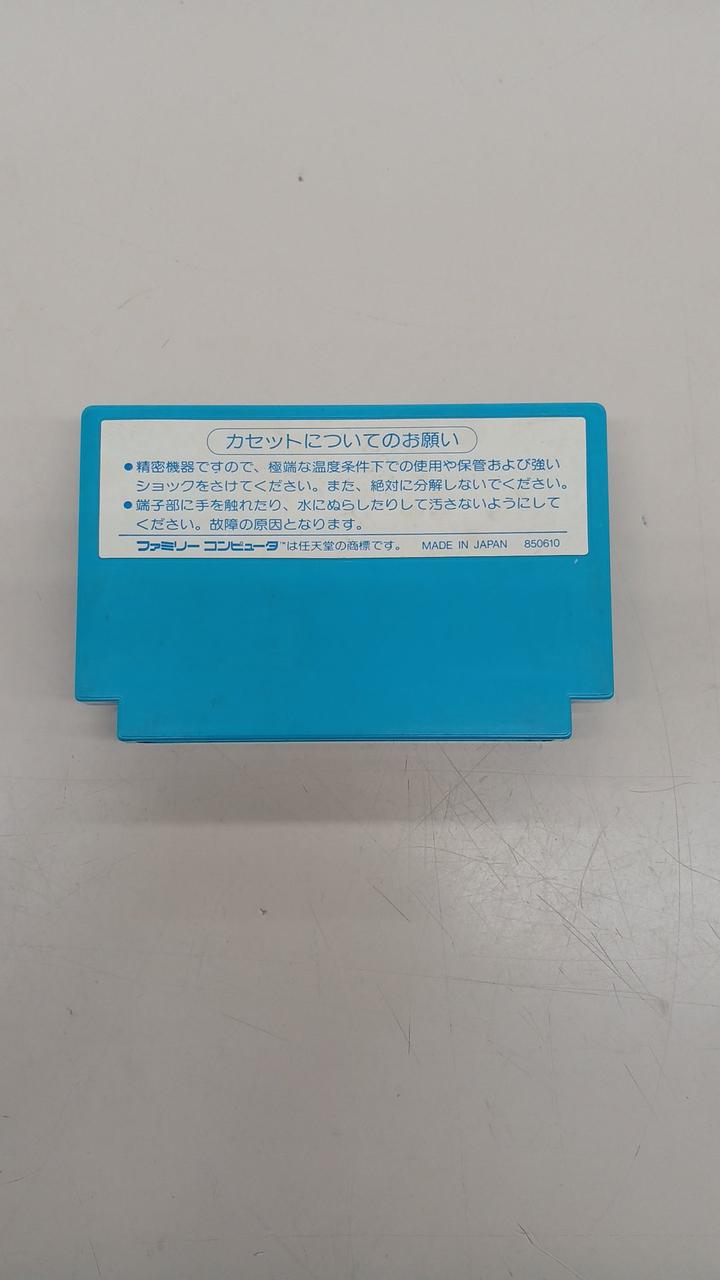 カセットについてのお願い
●精密機器ですので、極端な温度条件下での使用や保管および強い
ショックをさけてください。また、絶対に分解しないでください。
●端子部に手を触れたり、水にぬらしたりして汚さないようにして
ください。故障の原因となります。
ファミリー コンピュータ™は任天堂の商標です。 MADE IN JAPAN 850610